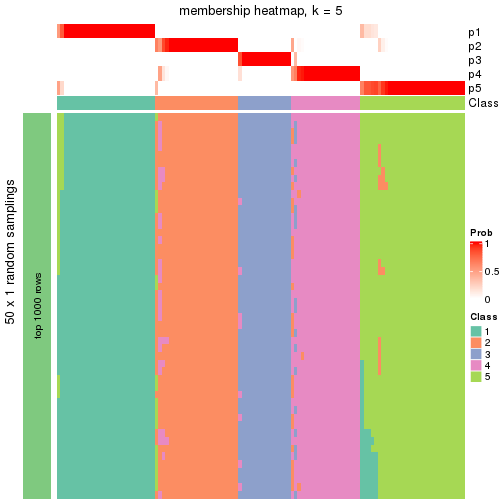 membership heatmap, k = 5
p1
p2
p3
p4
p5
Class
50 x 1 random samplings
top 1000 rows
Prob
1
0.5
0
Class
1
2
3
4
5